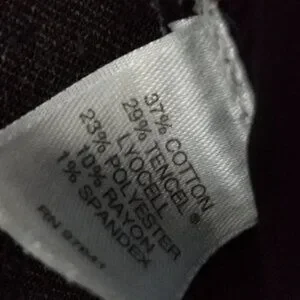 37% COTTON
29% TENCEL®
LYOCELL
23% POLYESTER
10% RAYON
1% SPANDEX
RN